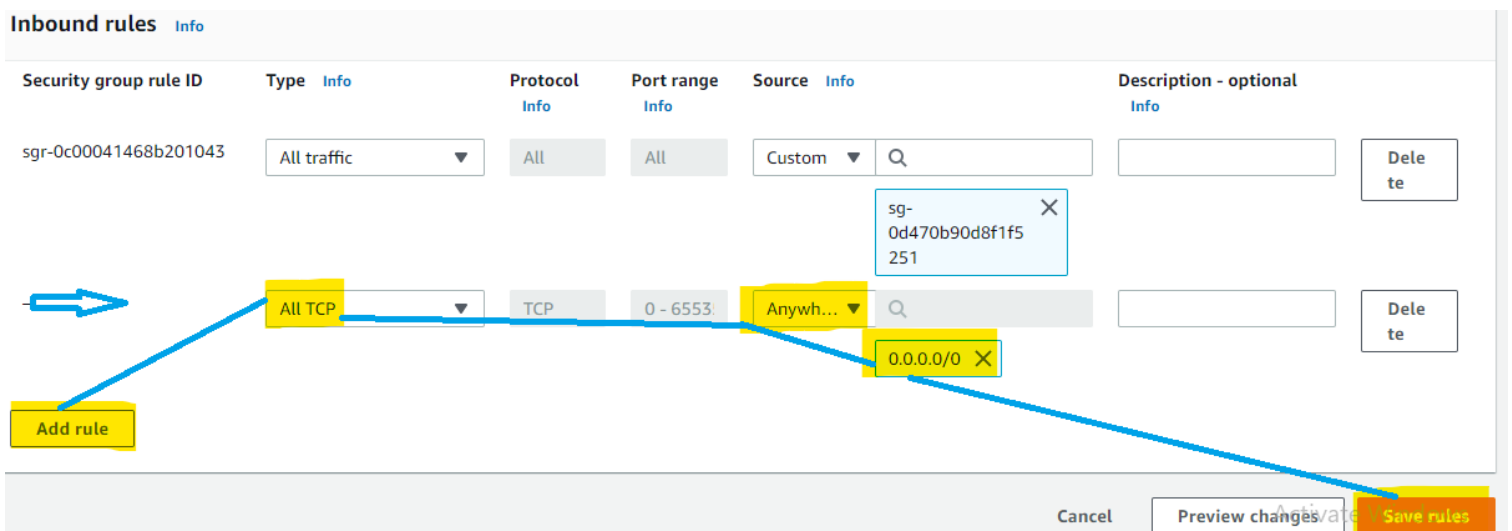 Inbound rules Info
Security group rule ID Type Info Protocol Info Port range Info Source Info Description - optional Info
sgr-0c00041468b201043 All traffic All All Custom Dele
te
sg-
0d470b90d8f1f5
251
– All TCP TCP 0 - 6553 Anywh... Dele
te
0.0.0.0/0
Add rule
Cancel Preview changes Save rules
Activate